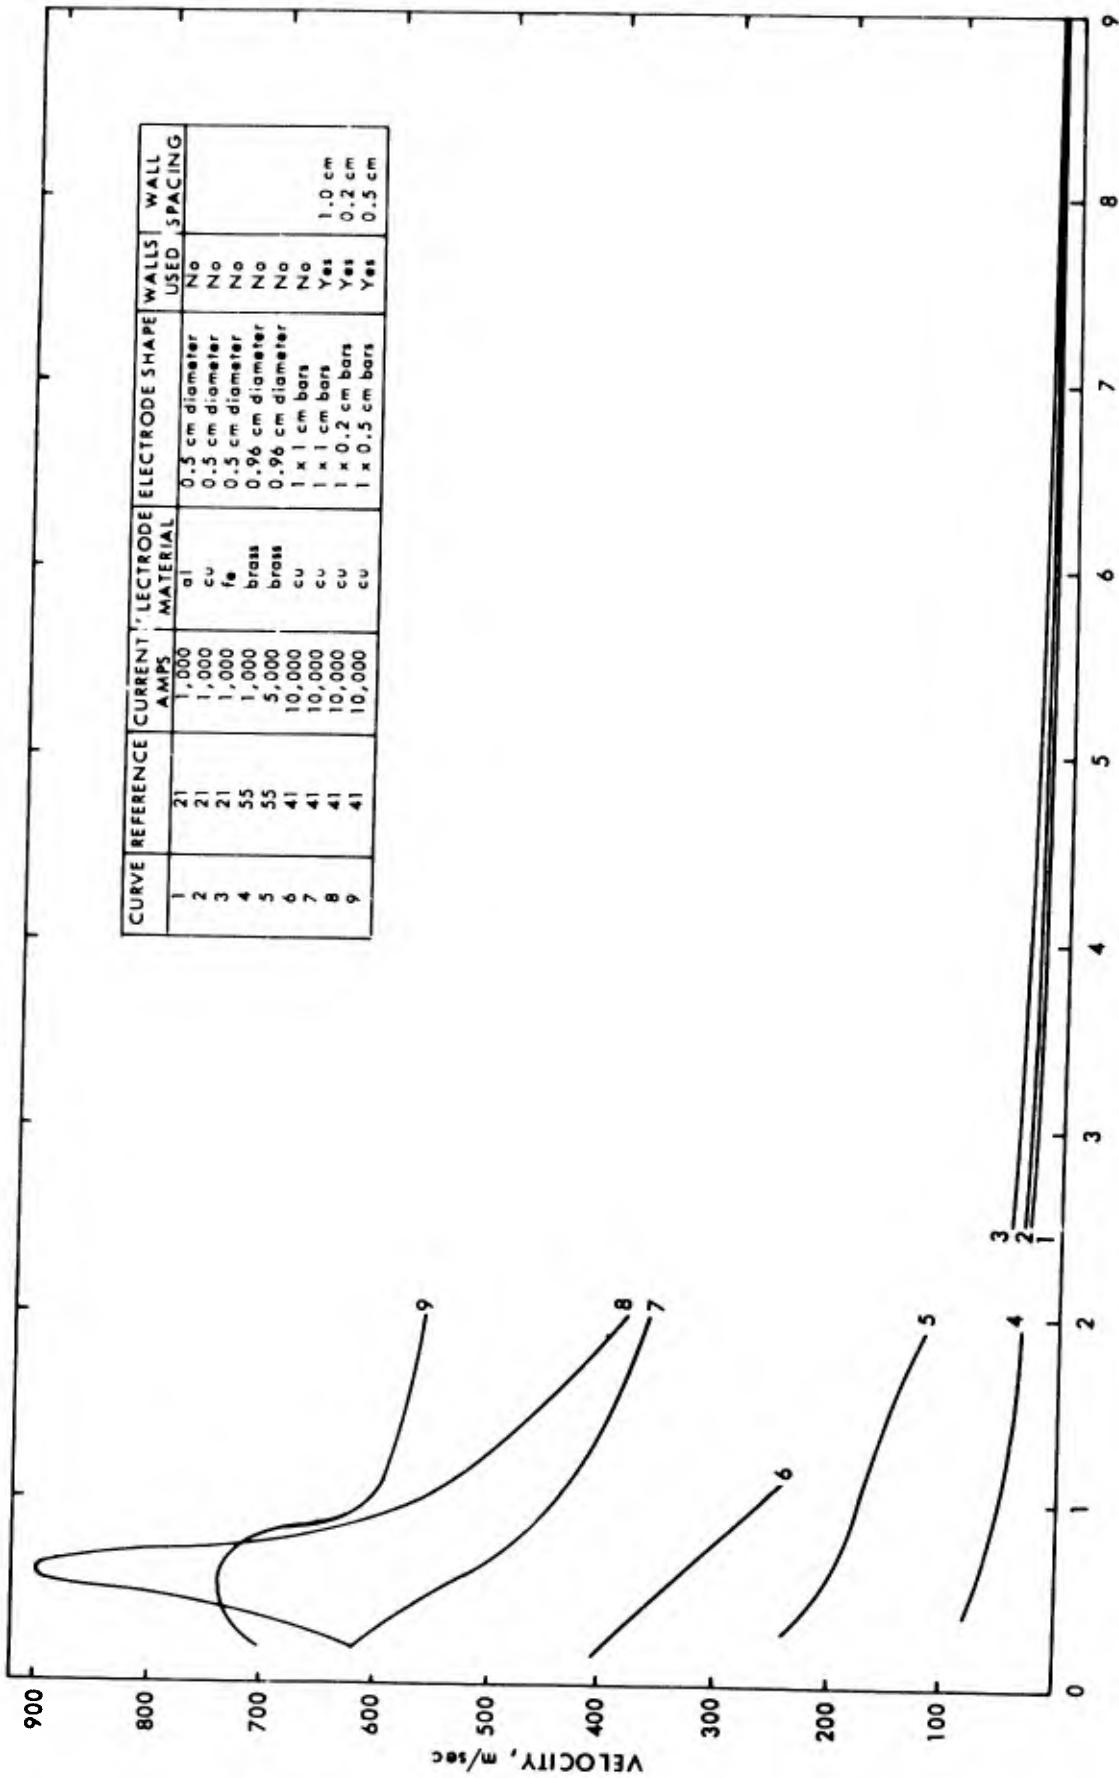 CURVE REFERENCE CURRENT AMPS LECTRODE MATERIAL ELECTRODE SHAPE WALLS USED WALL SPACING
1 21 1,000 al 0.5 cm diameter No
2 21 1,000 cu 0.5 cm diameter No
3 21 1,000 fe 0.5 cm diameter No
4 55 1,000 brass 0.96 cm diameter No
5 55 5,000 brass 0.96 cm diameter No
6 41 10,000 cu 1 x 1 cm bars No
7 41 10,000 cu 1 x 1 cm bars Yes 1.0 cm
8 41 10,000 cu 1 x 0.2 cm bars Yes 0.2 cm
9 41 10,000 cu 1 x 0.5 cm bars Yes 0.5 cm
VELOCITY, m/sec
900
800
700
600
500
400
300
200
100
0 1 2 3 4 5 6 7 8 9
9
8
7
6
5
4
3
2
1